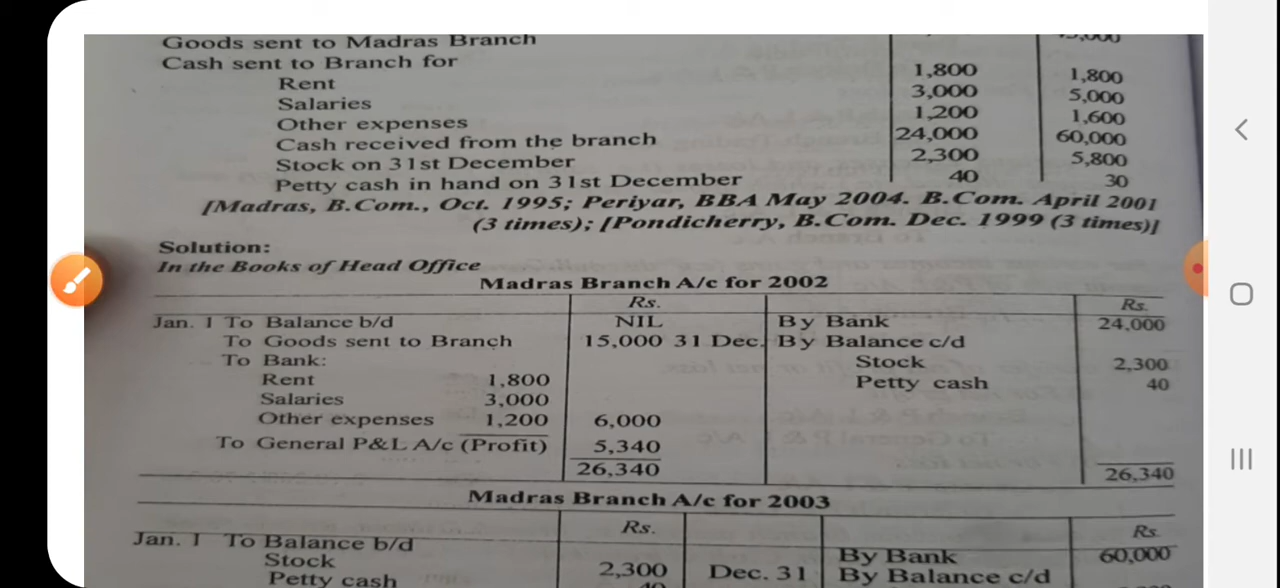 Goods sent to Madras Branch
Cash sent to Branch for
Rent 1,800 1,800
Salaries 3,000 5,000
Other expenses 1,200 1,600
Cash received from the branch 24,000 60,000
Stock on 31st December 2,300 5,800
Petty cash in hand on 31st December 40 30
[Madras, B.Com., Oct. 1995; Periyar, BBA May 2004. B.Com. April 2001
(3 times); [Pondicherry, B.Com. Dec. 1999 (3 times)]
Solution:
In the Books of Head Office
Madras Branch A/c for 2002
Rs. Rs.
Jan. 1 To Balance b/d NIL By Bank 24,000
To Goods sent to Branch 15,000 31 Dec. By Balance c/d
To Bank: Stock 2,300
Rent 1,800 Petty cash 40
Salaries 3,000
Other expenses 1,200 6,000
To General P&L A/c (Profit) 5,340
26,340 26,340
Madras Branch A/c for 2003
Rs. Rs.
Jan. 1 To Balance b/d By Bank 60,000
Stock 2,300 Dec. 31 By Balance c/d
Petty cash